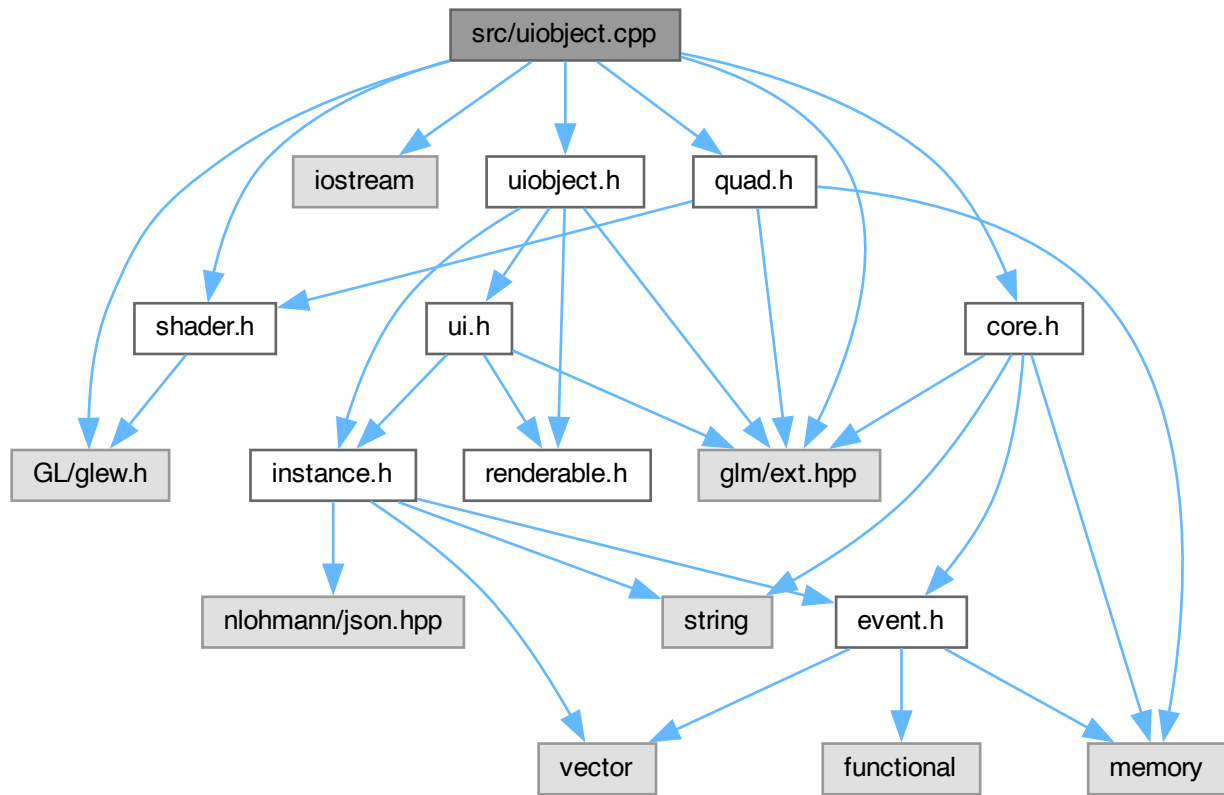 src/uiobject.cpp
iostream
uiobject.h
quad.h
shader.h
ui.h
core.h
GL/glew.h
instance.h
renderable.h
glm/ext.hpp
nlohmann/json.hpp
string
event.h
vector
functional
memory